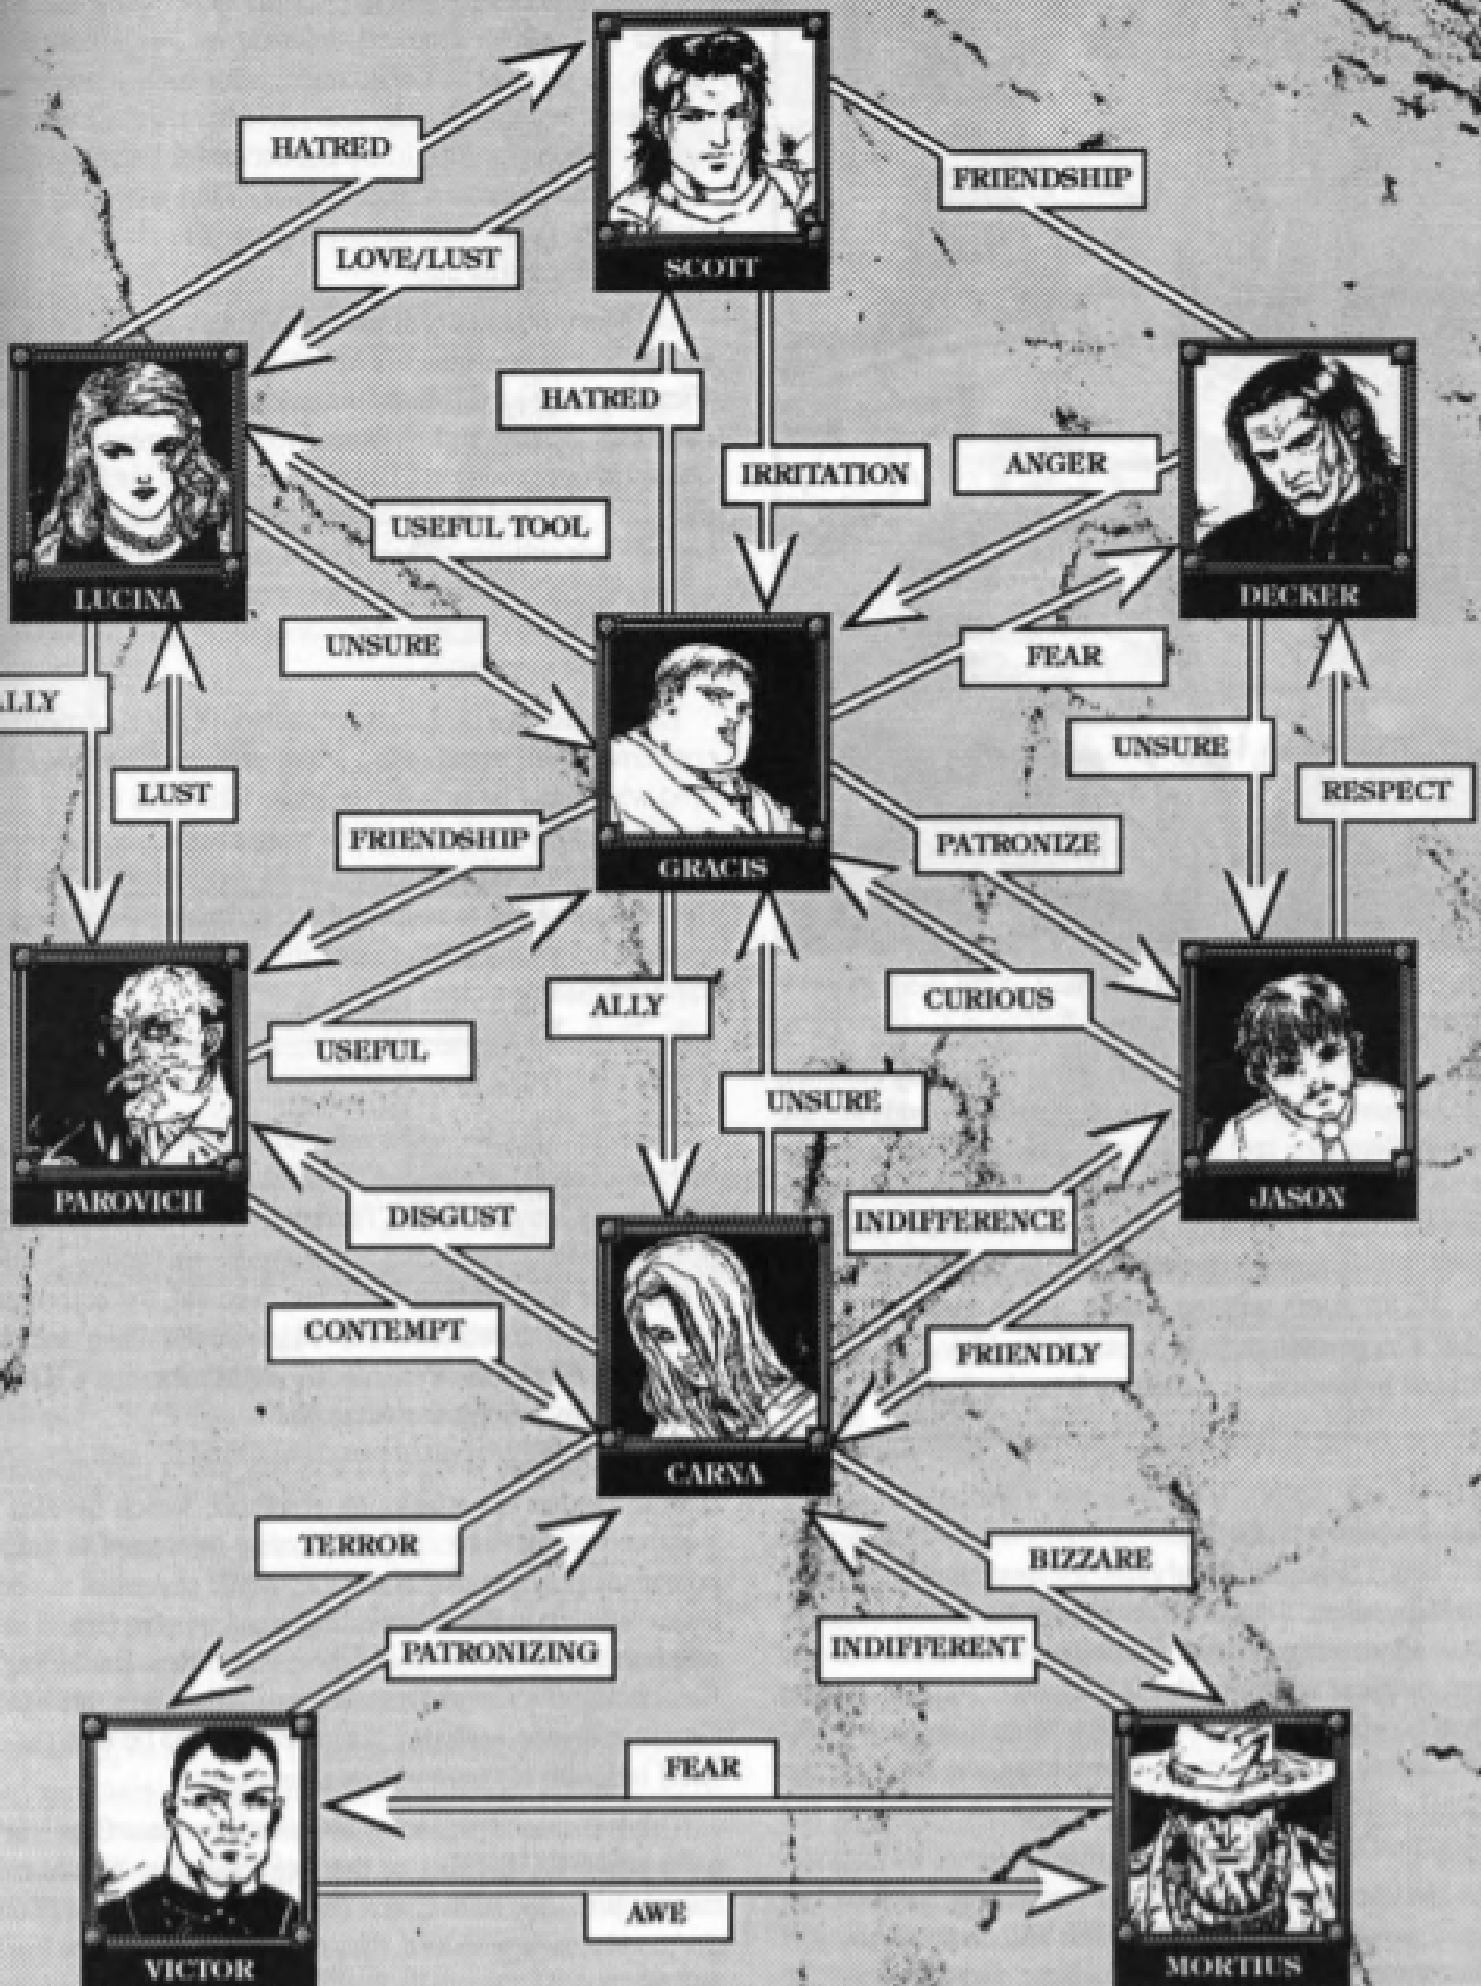 HATRED
FRIENDSHIP
LOVE/LUST
SCOTT
HATRED
IRRITATION
ANGER
USEFUL TOOL
LUCINA
DECKER
UNSURE
FEAR
ALLY
UNSURE
LUST
RESPECT
FRIENDSHIP
PATRONIZE
GRACIS
ALLY
CURIOUS
USEFUL
UNSURE
PAROVICH
JASON
DISGUST
INDIFFERENCE
CONTEMPT
FRIENDLY
CARNA
TERROR
BIZZARE
PATRONIZING
INDIFFERENT
FEAR
AWE
VICTOR
MORTIUS